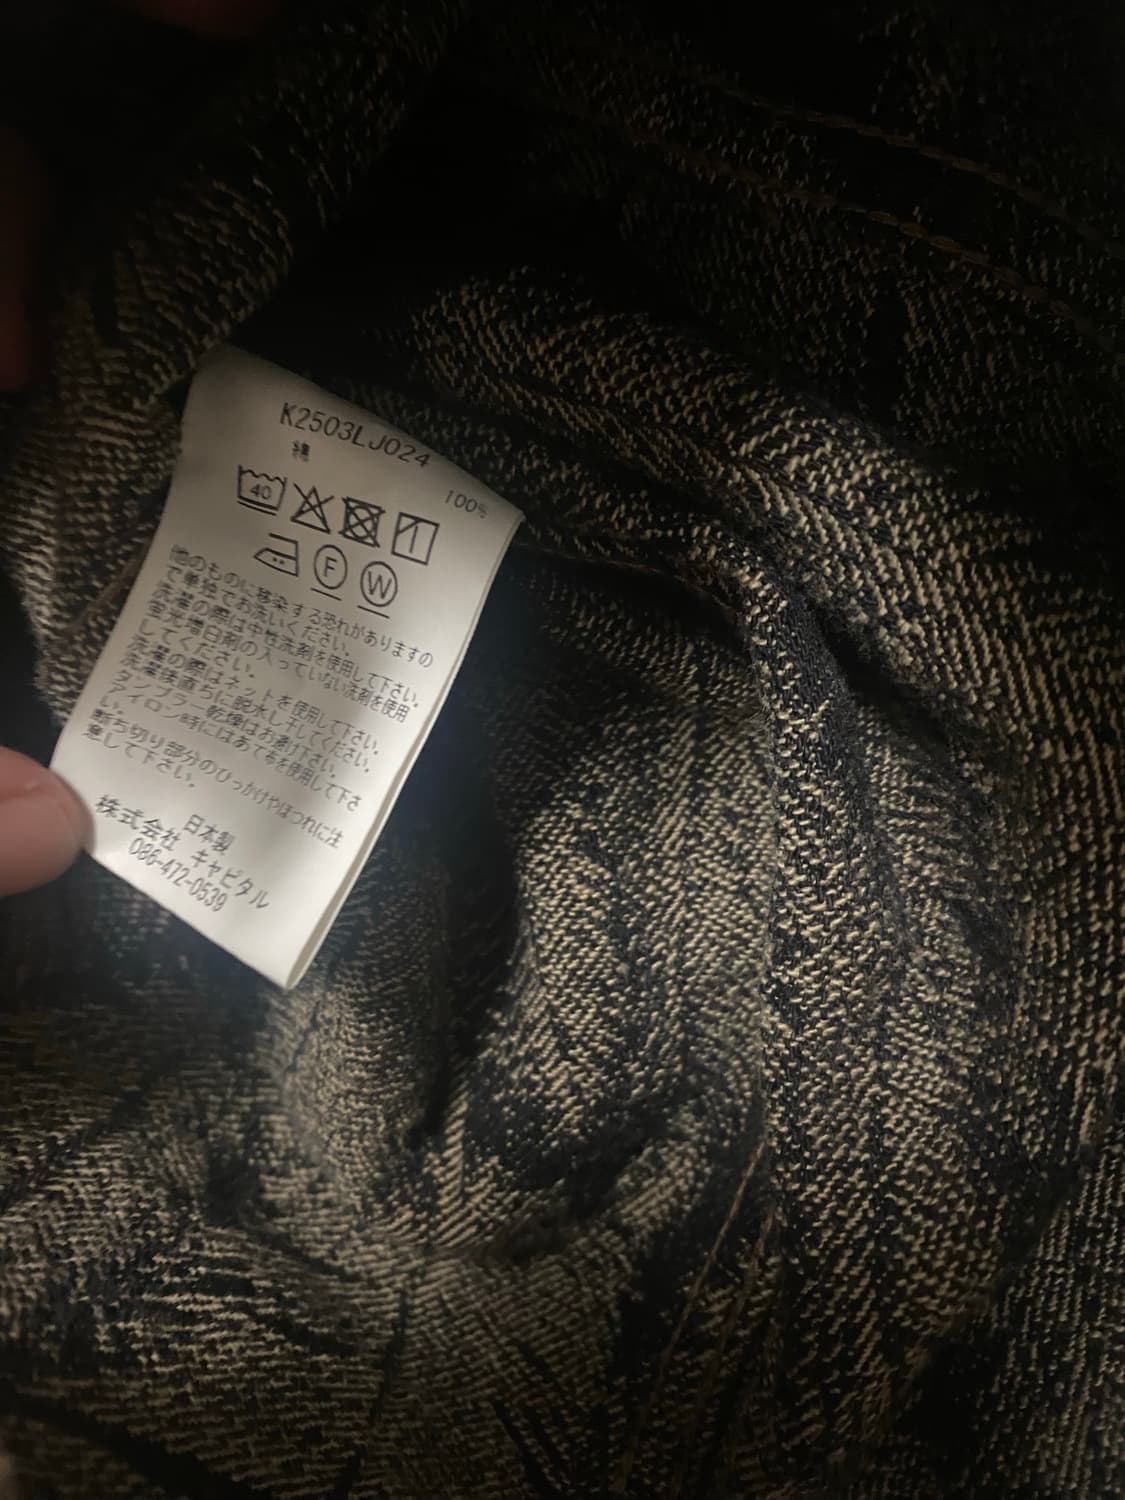 K2503LJ024
綿 100%
40
F W
他のものに移染する恐れがありますの
で単独でお洗いください。
洗濯の際は中性洗剤を使用して下さい。
蛍光増白剤の入っていない洗剤を使用
してください。
洗濯の際はネットを使用して下さい。
洗濯後直ちに脱水し干してください。
タンブラー乾燥はお避け下さい。
アイロン時にはあて布を使用して下さ
い。
断ち切り部分のひっかけやほつれに注
意して下さい。
日本製
株式会社 キャピタル
086-472-0539